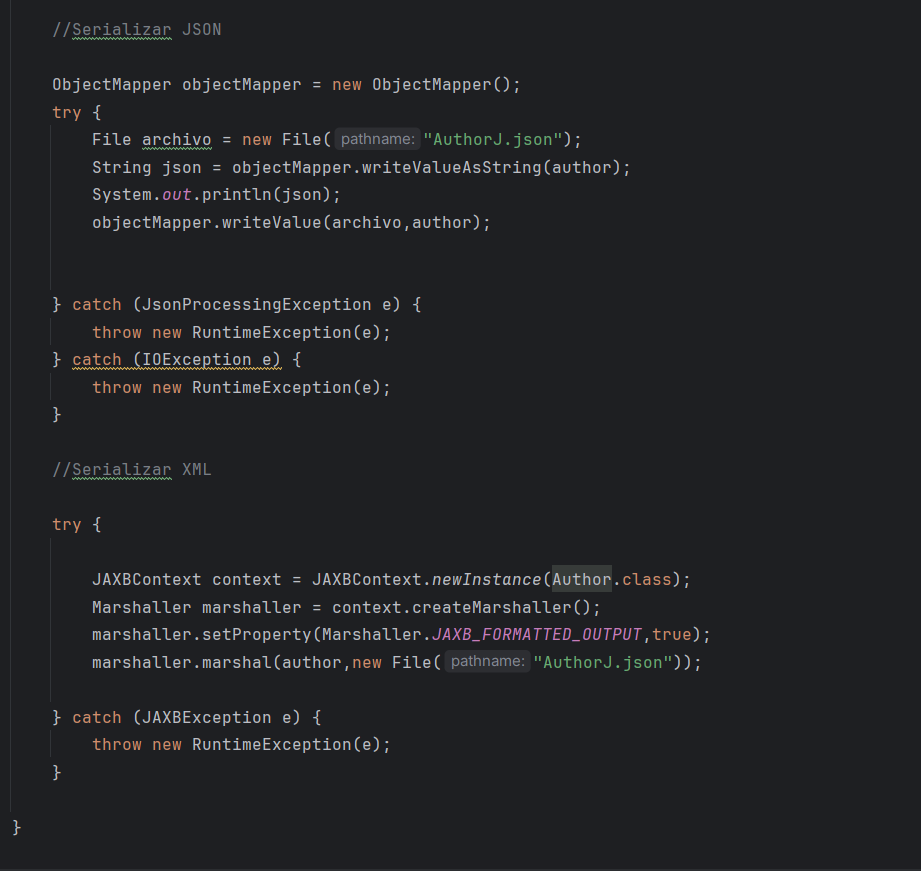 //Serializar JSON
ObjectMapper objectMapper = new ObjectMapper();
try {
File archivo = new File( pathname: "AuthorJ.json");
String json = objectMapper.writeValueAsString(author);
System.out.println(json);
objectMapper.writeValue(archivo,author);
} catch (JsonProcessingException e) {
throw new RuntimeException(e);
} catch (IOException e) {
throw new RuntimeException(e);
}
//Serializar XML
try {
JAXBContext context = JAXBContext.newInstance(Author.class);
Marshaller marshaller = context.createMarshaller();
marshaller.setProperty(Marshaller.JAXB_FORMATTED_OUTPUT,true);
marshaller.marshal(author,new File( pathname: "AuthorJ.json"));
} catch (JAXBException e) {
throw new RuntimeException(e);
}
}